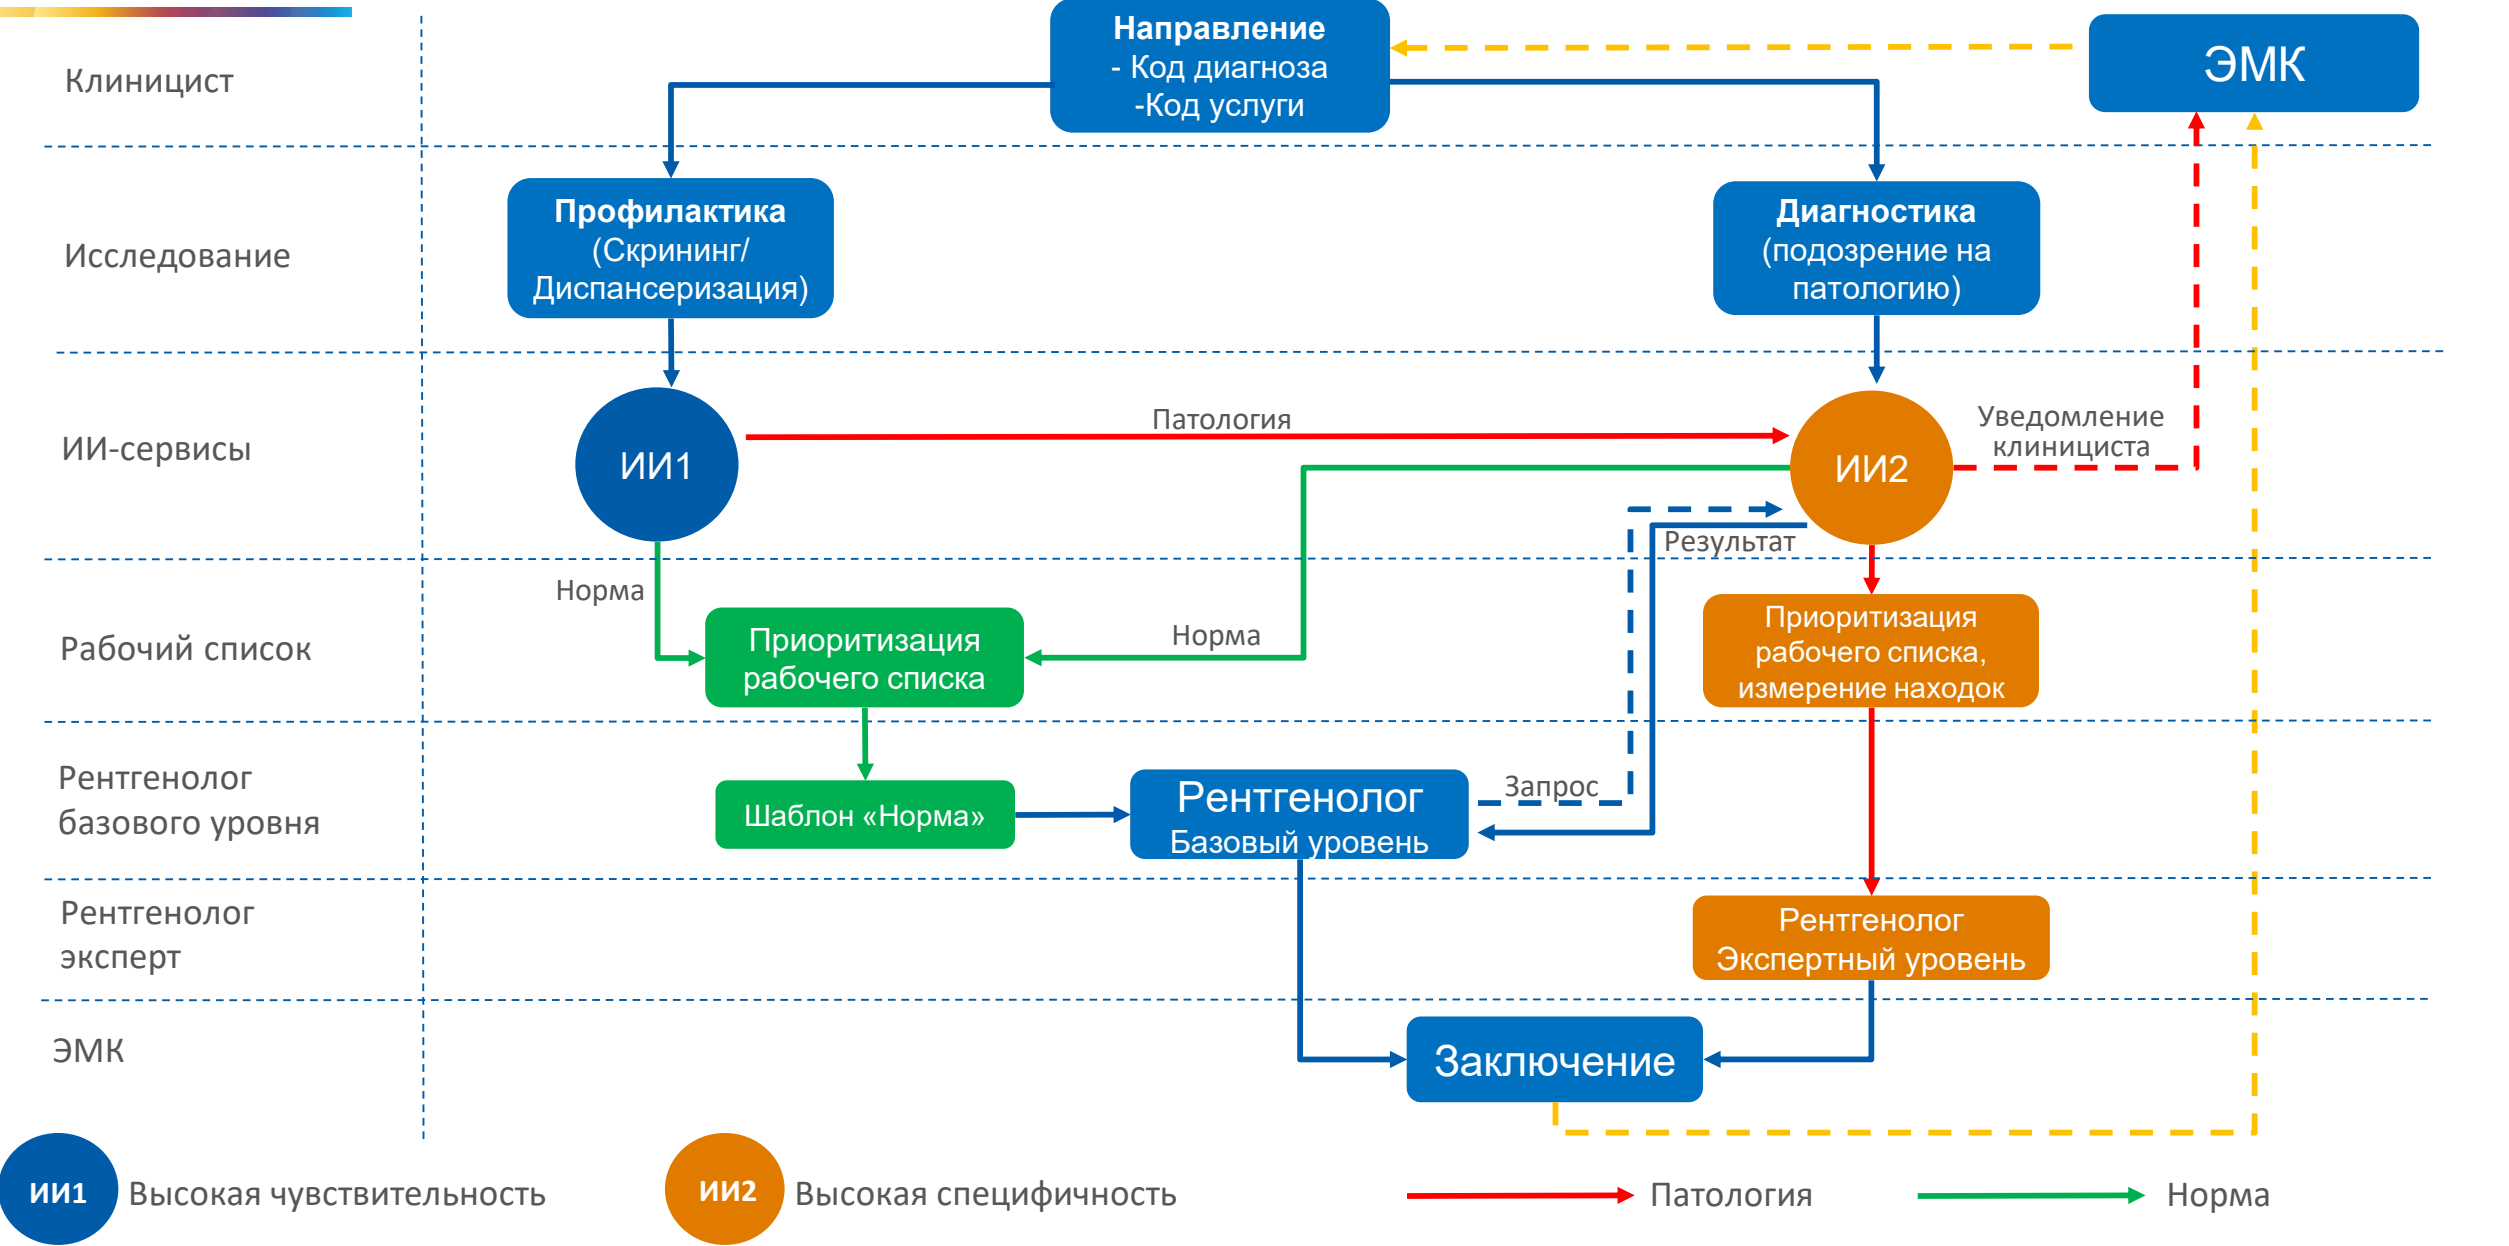 Направление
- Код диагноза
-Код услуги
ЭМК
Клиницист
Профилактика
(Скрининг/
Диспансеризация)
Диагностика
(подозрение на
патологию)
Исследование
Патология
Уведомление
клинициста
ИИ-сервисы
ИИ1
ИИ2
Результат
Норма
Приоритизация
рабочего списка
Норма
Приоритизация
рабочего списка,
измерение находок
Рабочий список
Рентгенолог
базового уровня
Шаблон «Норма»
Рентгенолог
Базовый уровень
Запрос
Рентгенолог
эксперт
Рентгенолог
Экспертный уровень
ЭМК
Заключение
ИИ1
Высокая чувствительность
ИИ2
Высокая специфичность
Патология
Норма